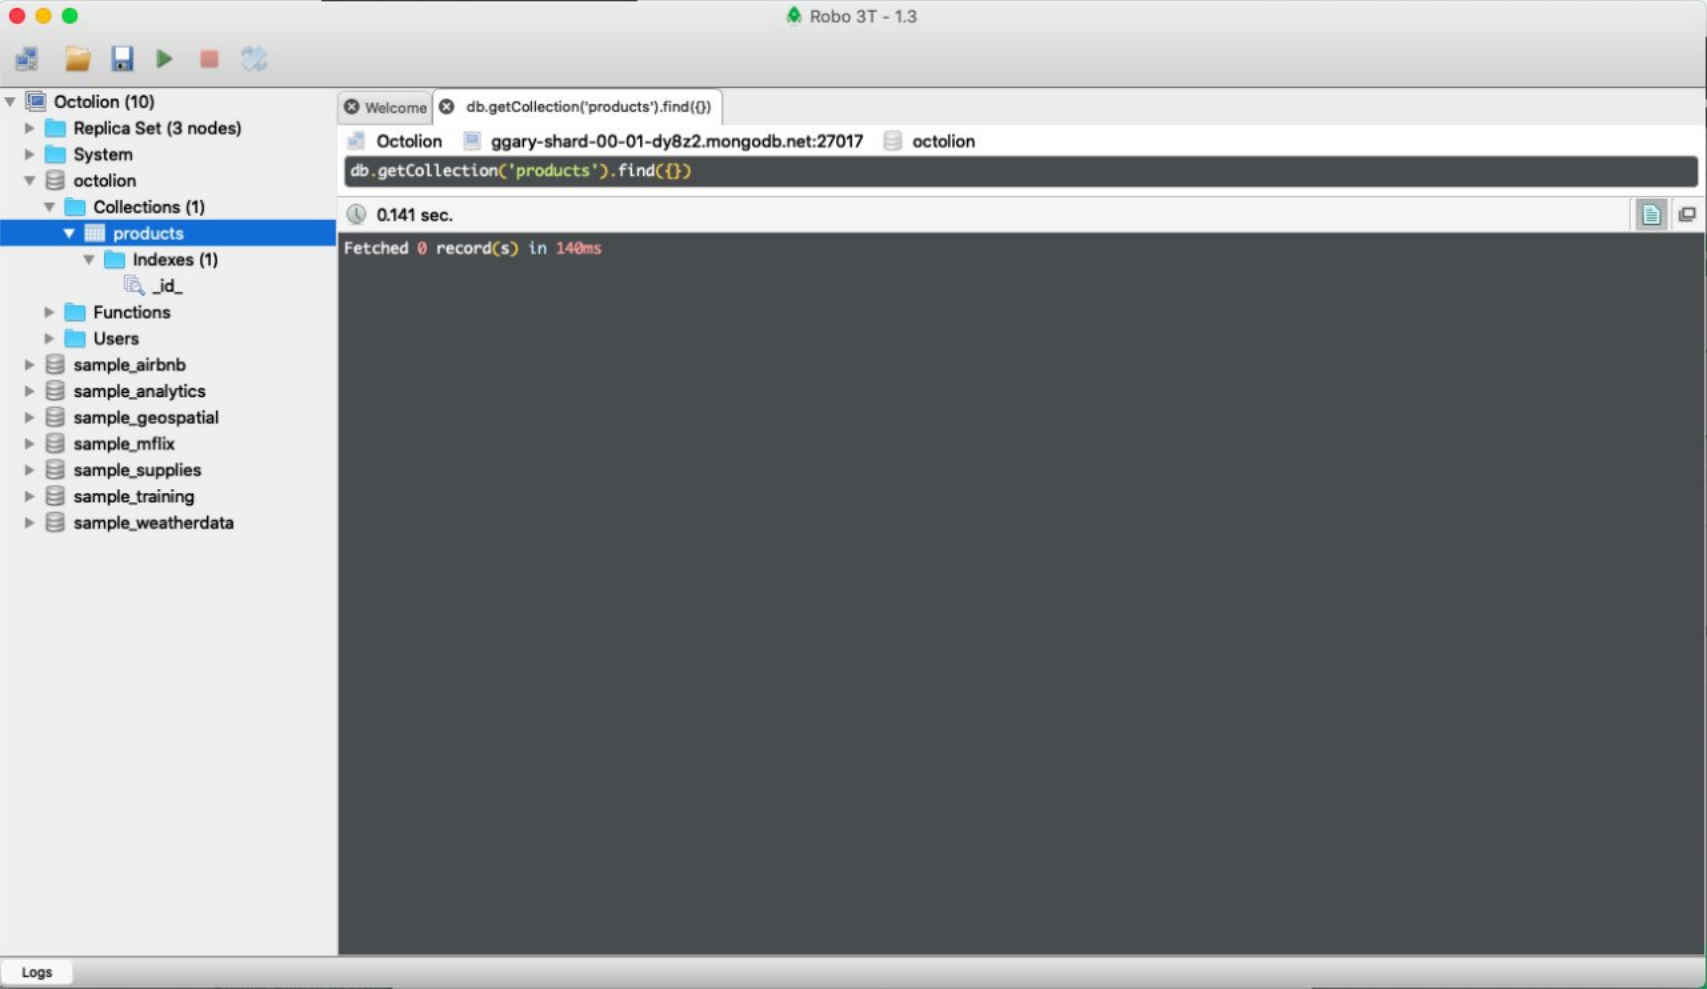 Robo 3T - 1.3
Octolion (10)
Replica Set (3 nodes)
System
octolion
Collections (1)
products
Indexes (1)
_id_
Functions
Users
sample_airbnb
sample_analytics
sample_geospatial
sample_mflix
sample_supplies
sample_training
sample_weatherdata
Welcome db.getCollection('products').find({})
Octolion ggary-shard-00-01-dy8z2.mongodb.net:27017 octolion
db.getCollection('products').find({})
0.141 sec.
Fetched 0 record(s) in 140ms
Logs